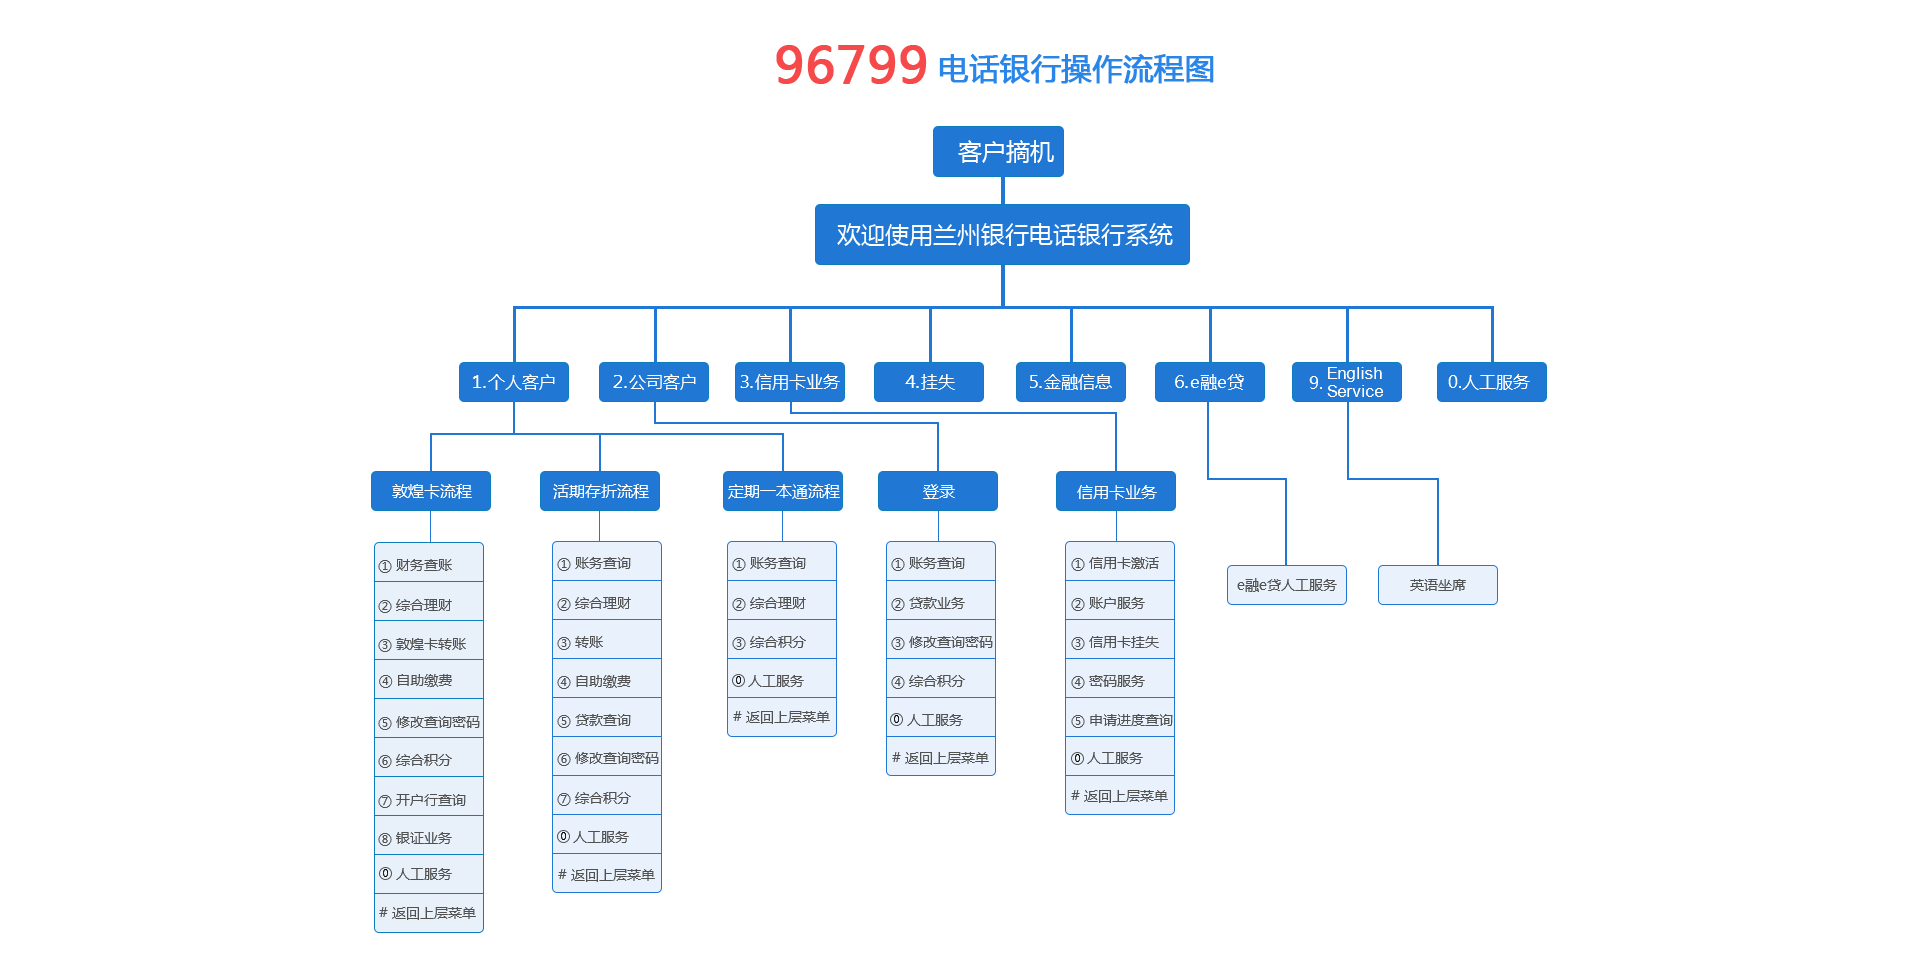 96799 电话银行操作流程图
客户摘机
欢迎使用兰州银行电话银行系统
1.个人客户
2.公司客户
3.信用卡业务
4.挂失
5.金融信息
6.e融e贷
9. English
Service
0.人工服务
敦煌卡流程
活期存折流程
定期一本通流程
登录
信用卡业务
① 财务查账
② 综合理财
③ 敦煌卡转账
④ 自助缴费
⑤ 修改查询密码
⑥ 综合积分
⑦ 开户行查询
⑧ 银证业务
⓪ 人工服务
# 返回上层菜单
① 账务查询
② 综合理财
③ 转账
④ 自助缴费
⑤ 贷款查询
⑥ 修改查询密码
⑦ 综合积分
⓪ 人工服务
# 返回上层菜单
① 账务查询
② 综合理财
③ 综合积分
⓪ 人工服务
# 返回上层菜单
① 账务查询
② 贷款业务
③ 修改查询密码
④ 综合积分
⓪ 人工服务
# 返回上层菜单
① 信用卡激活
② 账户服务
③ 信用卡挂失
④ 密码服务
⑤ 申请进度查询
⓪ 人工服务
# 返回上层菜单
e融e贷人工服务
英语坐席